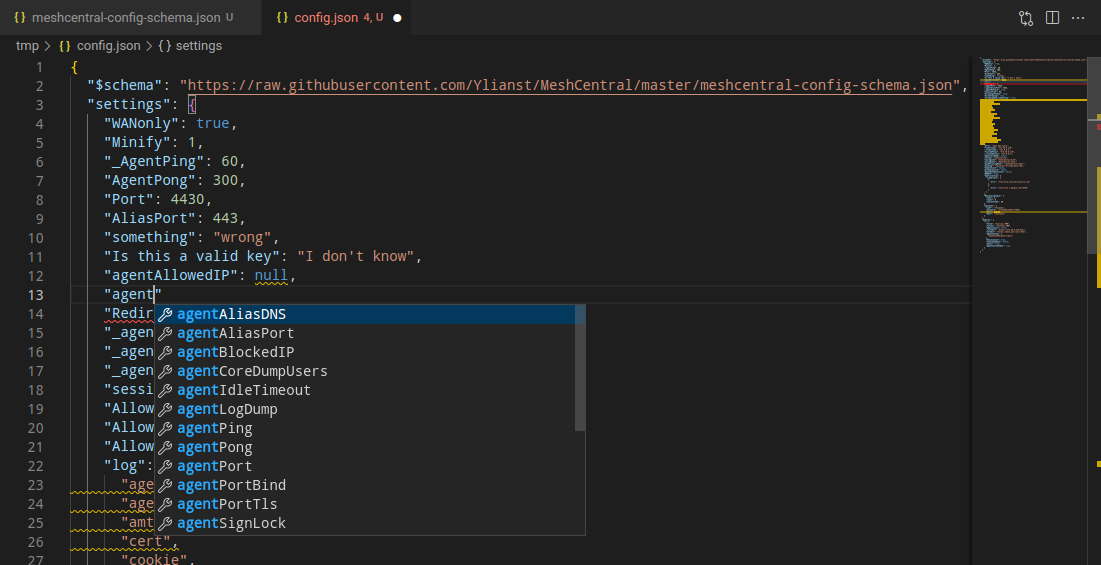 {} meshcentral-config-schema.json U
{} config.json 4, U
tmp > {} config.json > {} settings
1 {
2 "$schema": "https://raw.githubusercontent.com/Ylianst/MeshCentral/master/meshcentral-config-schema.json",
3 "settings": {
4 "WANonly": true,
5 "Minify": 1,
6 "_AgentPing": 60,
7 "AgentPong": 300,
8 "Port": 4430,
9 "AliasPort": 443,
10 "something": "wrong",
11 "Is this a valid key": "I don't know",
12 "agentAllowedIP": null,
13 "agent"
14 "Redir
15 "_agen
16 "_agen
17 "_agen
18 "sessi
19 "Allow
20 "Allow
21 "Allow
22 "log":
23 "age
24 "age
25 "amt
26 "cert",
27 "cookie",
agentAliasDNS
agentAliasPort
agentBlockedIP
agentCoreDumpUsers
agentIdleTimeout
agentLogDump
agentPing
agentPong
agentPort
agentPortBind
agentPortTls
agentSignLock